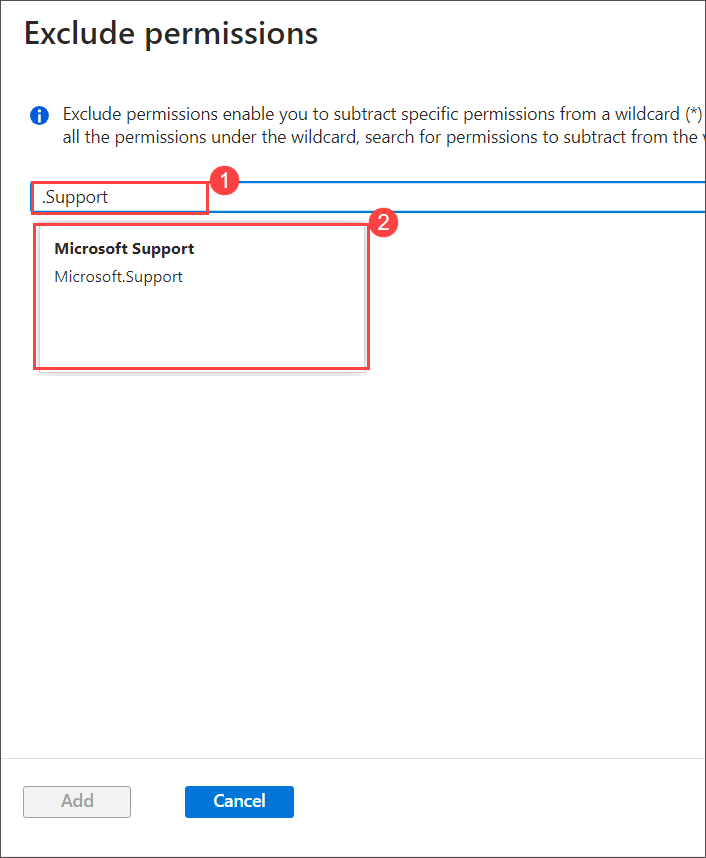 Exclude permissions
Exclude permissions enable you to subtract specific permissions from a wildcard (*)
all the permissions under the wildcard, search for permissions to subtract from the
.Support
1
2
Microsoft Support
Microsoft.Support
Add
Cancel